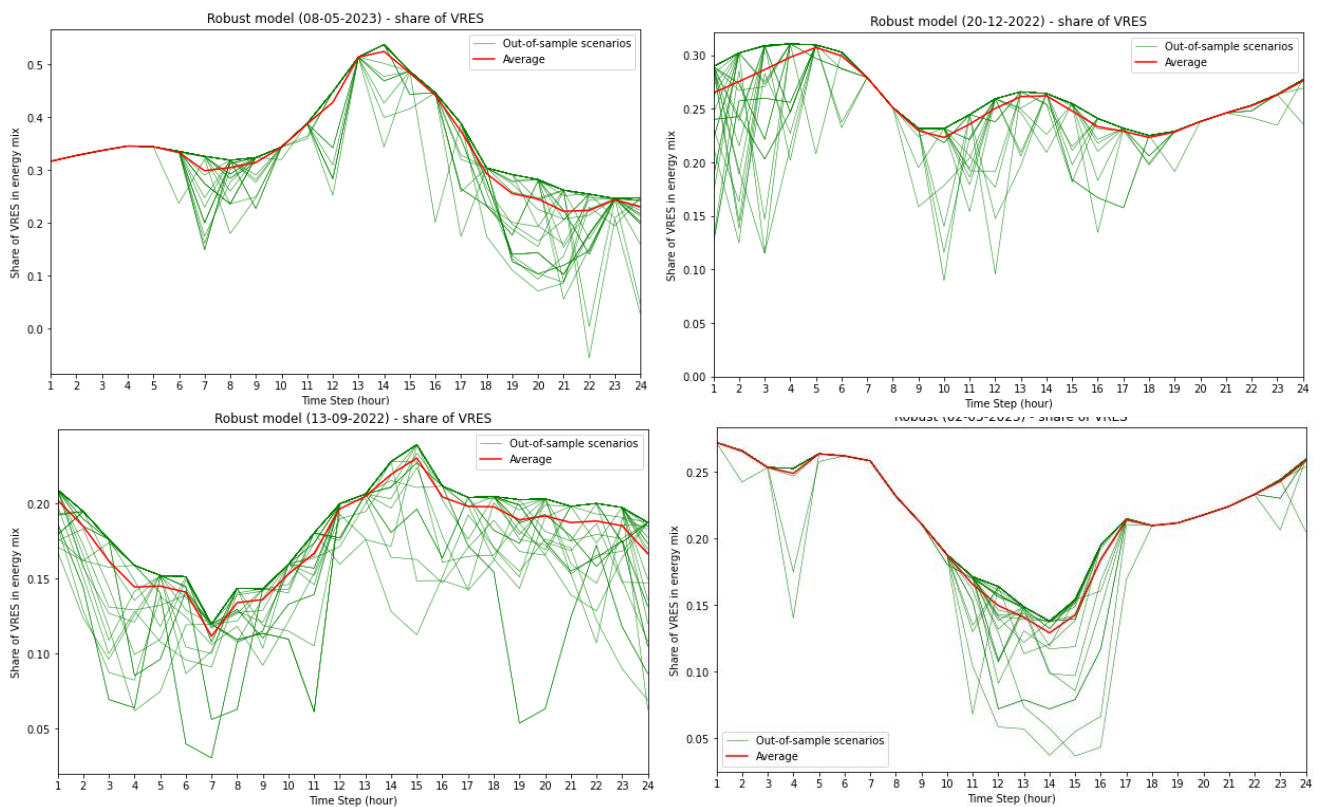 Robust model (08-05-2023) - share of VRES
Out-of-sample scenarios
Average
Share of VRES in energy mix
0.5
0.4
0.3
0.2
0.1
0.0
1 2 3 4 5 6 7 8 9 10 11 12 13 14 15 16 17 18 19 20 21 22 23 24
Time Step (hour)
Robust model (20-12-2022) - share of VRES
Out-of-sample scenarios
Average
Share of VRES in energy mix
0.30
0.25
0.20
0.15
0.10
0.05
0.00
1 2 3 4 5 6 7 8 9 10 11 12 13 14 15 16 17 18 19 20 21 22 23 24
Time Step (hour)
Robust model (13-09-2022) - share of VRES
Out-of-sample scenarios
Average
Share of VRES in energy mix
0.20
0.15
0.10
0.05
1 2 3 4 5 6 7 8 9 10 11 12 13 14 15 16 17 18 19 20 21 22 23 24
Time Step (hour)
Robust - share of VRES
Share of VRES in energy mix
0.25
0.20
0.15
0.10
0.05
Out-of-sample scenarios
Average
1 2 3 4 5 6 7 8 9 10 11 12 13 14 15 16 17 18 19 20 21 22 23 24
Time Step (hour)